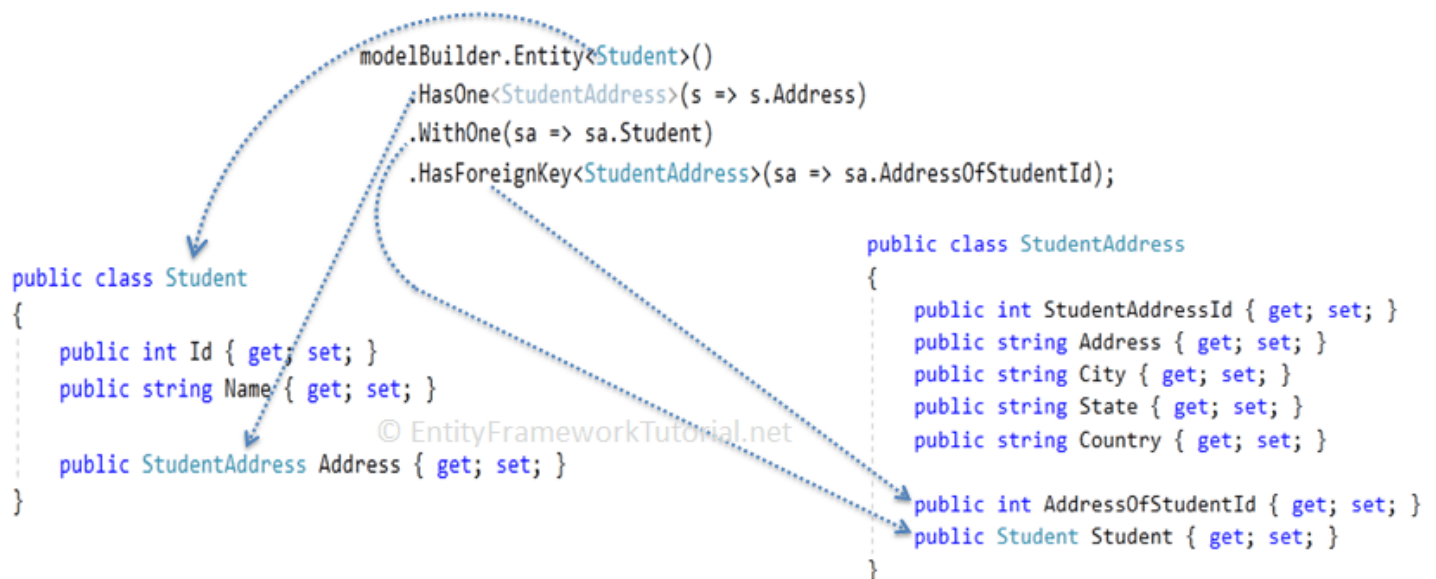 modelBuilder.Entity<Student>()
.HasOne<StudentAddress>(s => s.Address)
.WithOne(sa => sa.Student)
.HasForeignKey<StudentAddress>(sa => sa.AddressOfStudentId);
public class Student
{
public int Id { get; set; }
public string Name { get; set; }
public StudentAddress Address { get; set; }
}
© EntityFrameworkTutorial.net
public class StudentAddress
{
public int StudentAddressId { get; set; }
public string Address { get; set; }
public string City { get; set; }
public string State { get; set; }
public string Country { get; set; }
public int AddressOfStudentId { get; set; }
public Student Student { get; set; }
}